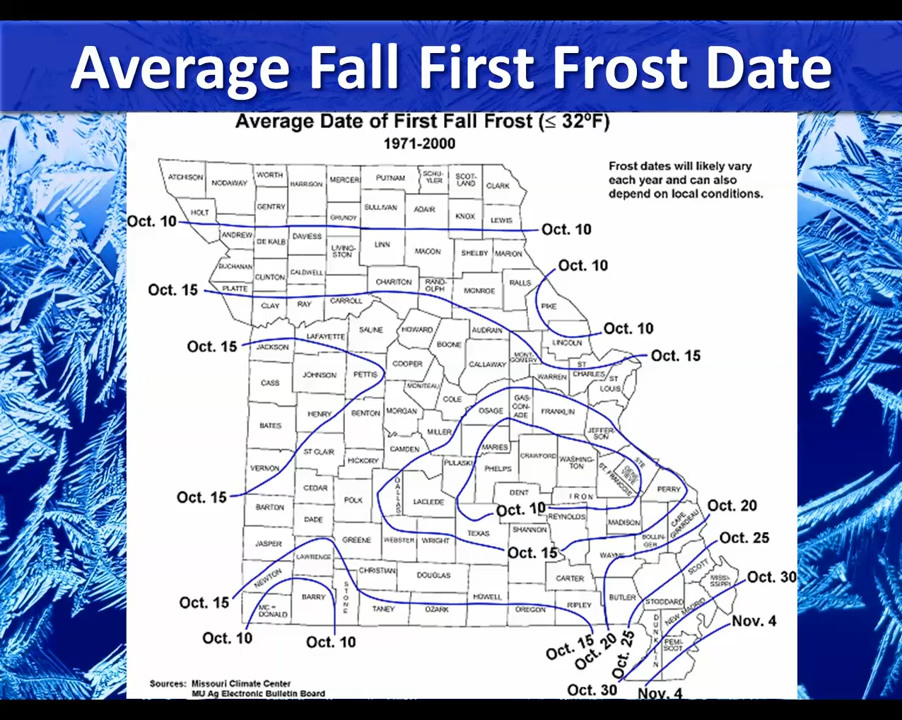 Average Fall First Frost Date
Average Date of First Fall Frost (≤ 32ºF)
1971-2000
Frost dates will likely vary
each year and can also
depend on local conditions.
ATCHISON
NODAWAY
WORTH
HARRISON
MERCER
PUTNAM
SCHU-
YLER
SCOT-
LAND
CLARK
HOLT
GENTRY
GRUNDY
SULLIVAN
ADAIR
KNOX
LEWIS
Oct. 10
Oct. 10
ANDREW
DE KALB
DAVIESS
LIVING-
STON
LINN
MACON
SHELBY
MARION
BUCHANAN
CLINTON
CALDWELL
CHARITON
RAND-
OLPH
MONROE
RALLS
Oct. 10
Oct. 15
PLATTE
CLAY
RAY
CARROLL
PIKE
Oct. 10
SALINE
HOWARD
BOONE
AUDRAIN
LINCOLN
Oct. 15
JACKSON
LAFAYETTE
COOPER
CALLAWAY
MONT-
GOMERY
WARREN
ST
CHARLES
Oct. 15
CASS
JOHNSON
PETTIS
MONITEAU
COLE
ST
LOUIS
GAS-
CON-
ADE
OSAGE
FRANKLIN
BATES
HENRY
BENTON
MORGAN
MILLER
JEFFER
SON
VERNON
ST CLAIR
HICKORY
CAMDEN
MARIES
CRAWFORD
WASHING-
TON
STE
GENE-
VIEVE
ST. FRANCOIS
PULASKI
PHELPS
PERRY
Oct. 15
CEDAR
POLK
DALLAS
LACLEDE
DENT
IRON
BARTON
DADE
Oct. 10
REYNOLDS
MADISON
CAPE
GIRARDEAU
Oct. 20
JASPER
LAWRENCE
GREENE
WEBSTER
WRIGHT
TEXAS
SHANNON
BOLLIN-
GER
Oct. 25
Oct. 15
WAYNE
SCOTT
NEWTON
CHRISTIAN
DOUGLAS
CARTER
MISSI-
SSIPPI
Oct. 30
Oct. 15
MC-
DONALD
BARRY
STONE
TANEY
OZARK
HOWELL
OREGON
RIPLEY
BUTLER
STODDARD
NEW MADRID
Nov. 4
Oct. 10
Oct. 10
Oct. 15
Oct. 20
Oct. 25
DUNKLIN
PEMI-
SCOT
Oct. 30
Nov. 4
Sources: Missouri Climate Center
MU Ag Electronic Bulletin Board